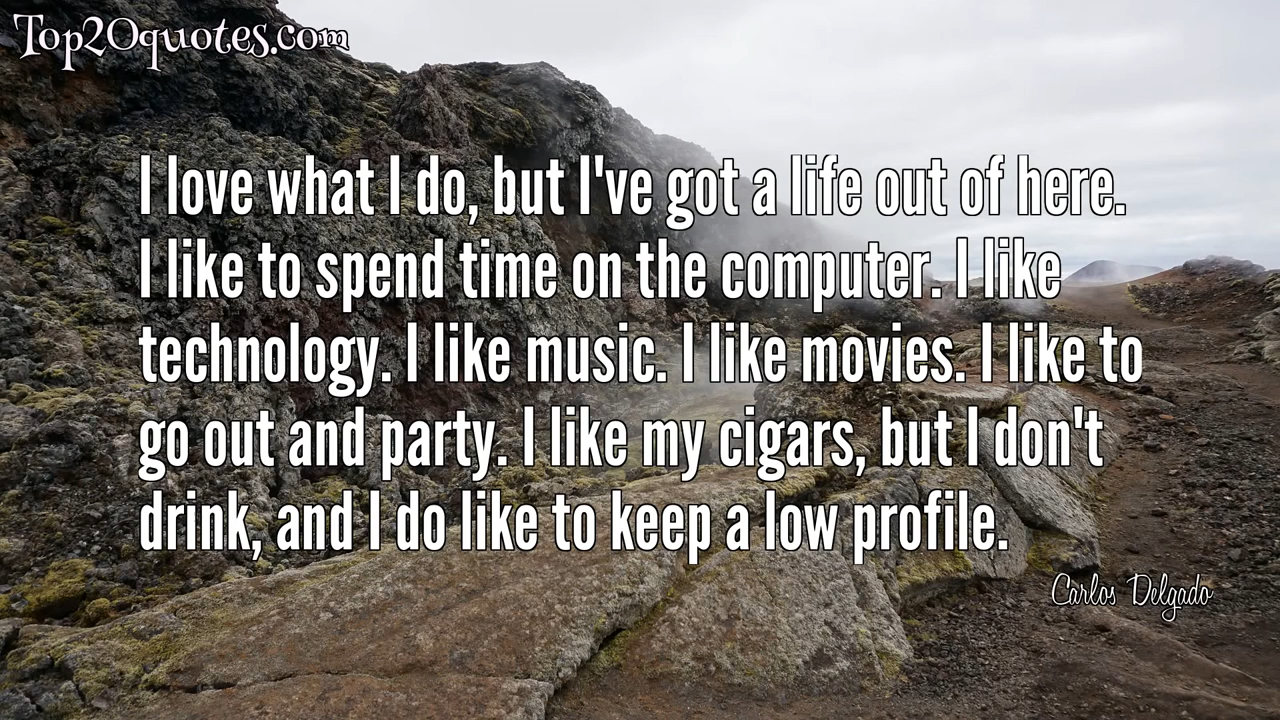 Top20quotes.com
I love what I do, but I've got a life out of here.
I like to spend time on the computer. I like
technology. I like music. I like movies. I like to
go out and party. I like my cigars, but I don't
drink, and I do like to keep a low profile.
Carlos Delgado